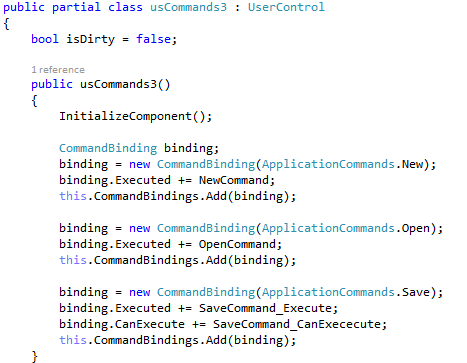 public partial class usCommands3 : UserControl
{
bool isDirty = false;
1 reference
public usCommands3()
{
InitializeComponent();
CommandBinding binding;
binding = new CommandBinding(ApplicationCommands.New);
binding.Executed += NewCommand;
this.CommandBindings.Add(binding);
binding = new CommandBinding(ApplicationCommands.Open);
binding.Executed += OpenCommand;
this.CommandBindings.Add(binding);
binding = new CommandBinding(ApplicationCommands.Save);
binding.Executed += SaveCommand_Execute;
binding.CanExecute += SaveCommand_CanExececute;
this.CommandBindings.Add(binding);
}